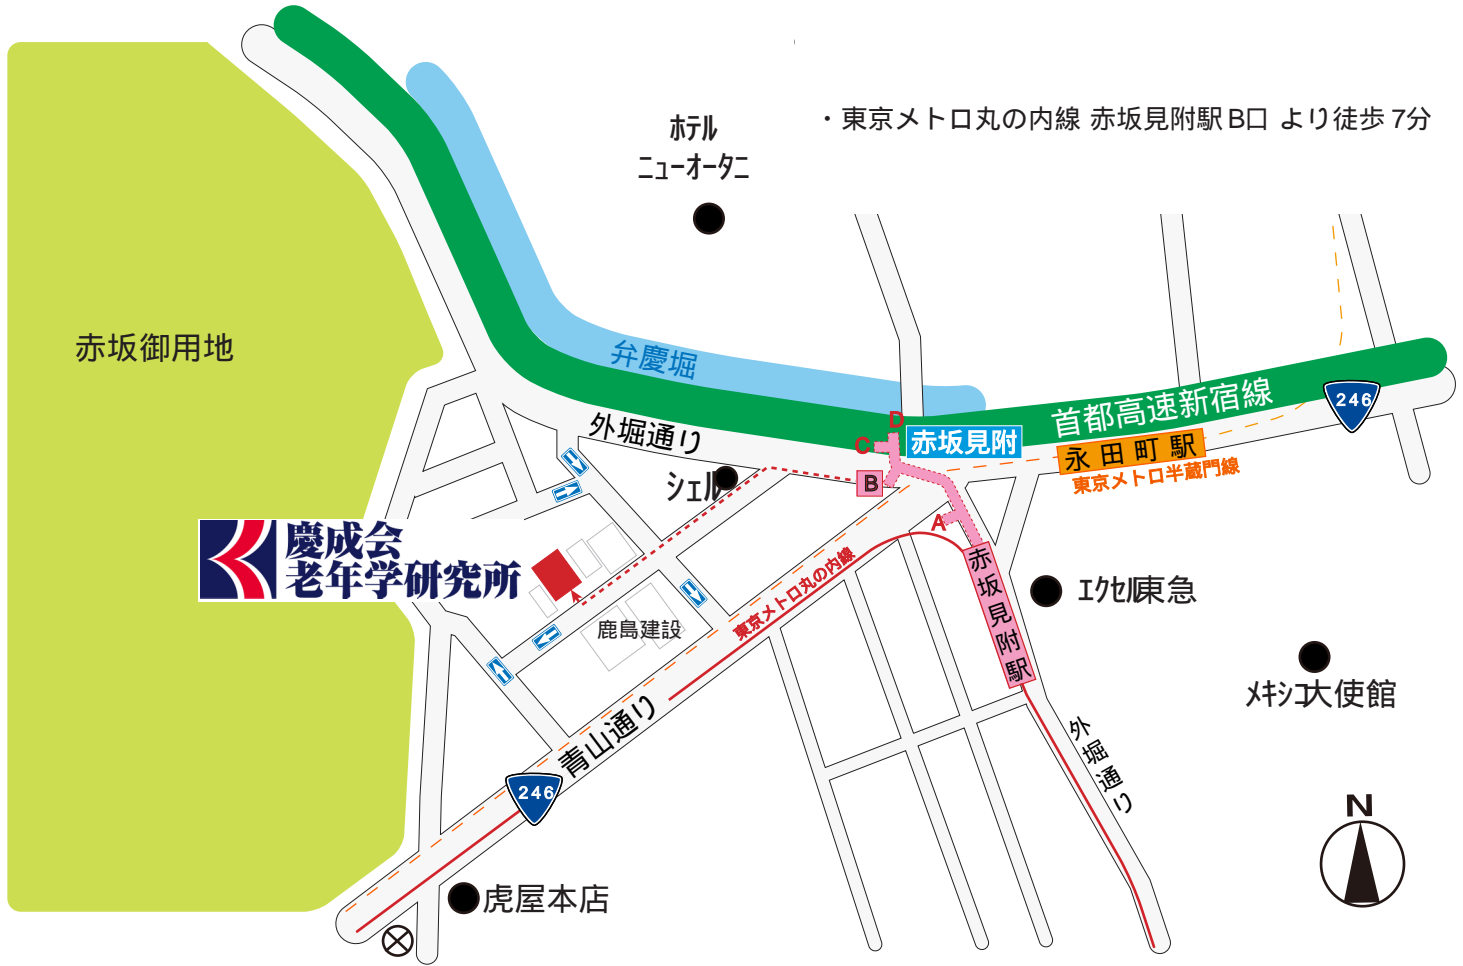 ・東京メトロ丸の内線 赤坂見附駅B口 より徒歩 7分
ホテル
ニューオータニ
赤坂御用地
弁慶堀
首都高速新宿線
246
外堀通り
D
C
赤坂見附
B
永田町駅
東京メトロ半蔵門線
シェル
A
慶成会
老年学研究所
東京メトロ丸の内線
赤坂見附駅
エクセル東急
鹿島建設
メキシコ大使館
青山通り
外堀通り
246
N
虎屋本店